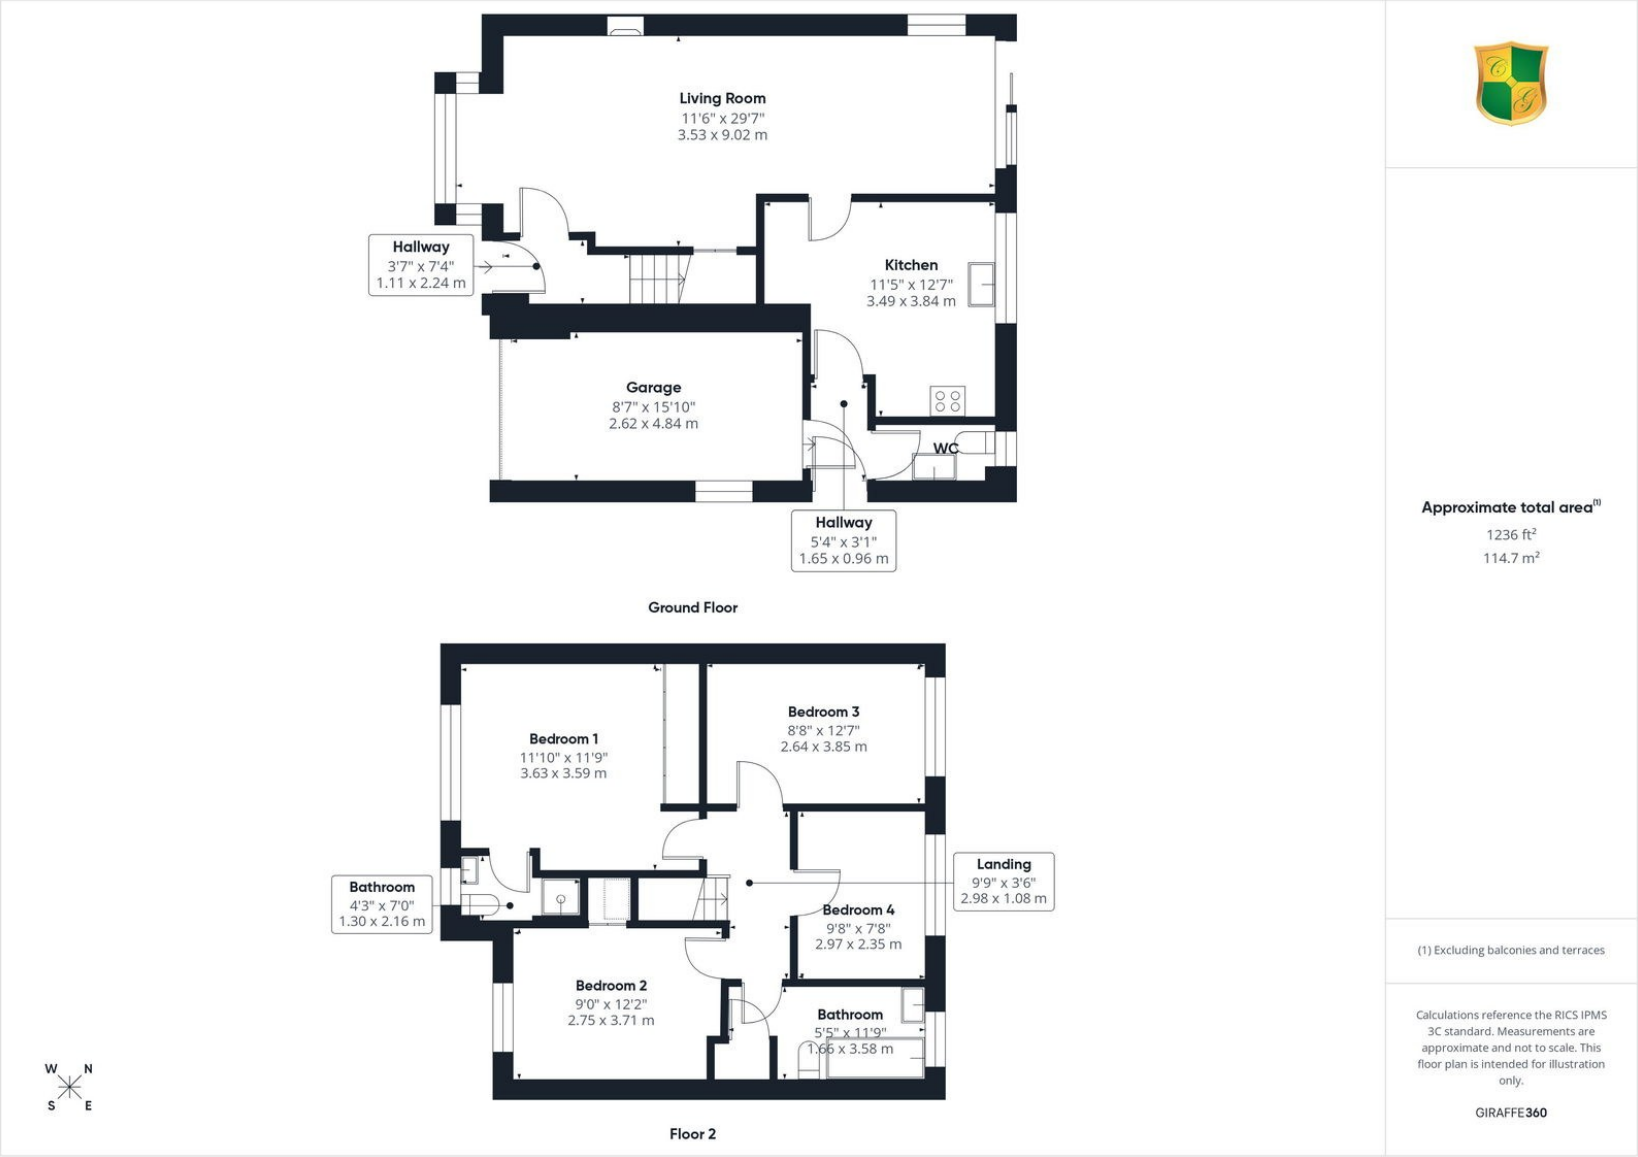 Living Room
11'6" x 29'7"
3.53 x 9.02 m
Hallway
3'7" x 7'4"
1.11 x 2.24 m
Kitchen
11'5" x 12'7"
3.49 x 3.84 m
Garage
8'7" x 15'10"
2.62 x 4.84 m
WC
Hallway
5'4" x 3'1"
1.65 x 0.96 m
Ground Floor
Bedroom 3
8'8" x 12'7"
2.64 x 3.85 m
Bedroom 1
11'10" x 11'9"
3.63 x 3.59 m
Landing
9'9" x 3'6"
2.98 x 1.08 m
Bathroom
4'3" x 7'0"
1.30 x 2.16 m
Bedroom 4
9'8" x 7'8"
2.97 x 2.35 m
Bedroom 2
9'0" x 12'2"
2.75 x 3.71 m
Bathroom
5'5" x 11'9"
1.66 x 3.58 m
Floor 2
W N
S E
C
G
Approximate total area(1)
1236 ft²
114.7 m²
(1) Excluding balconies and terraces
Calculations reference the RICS IPMS
3C standard. Measurements are
approximate and not to scale. This
floor plan is intended for illustration
only.
GIRAFFE360